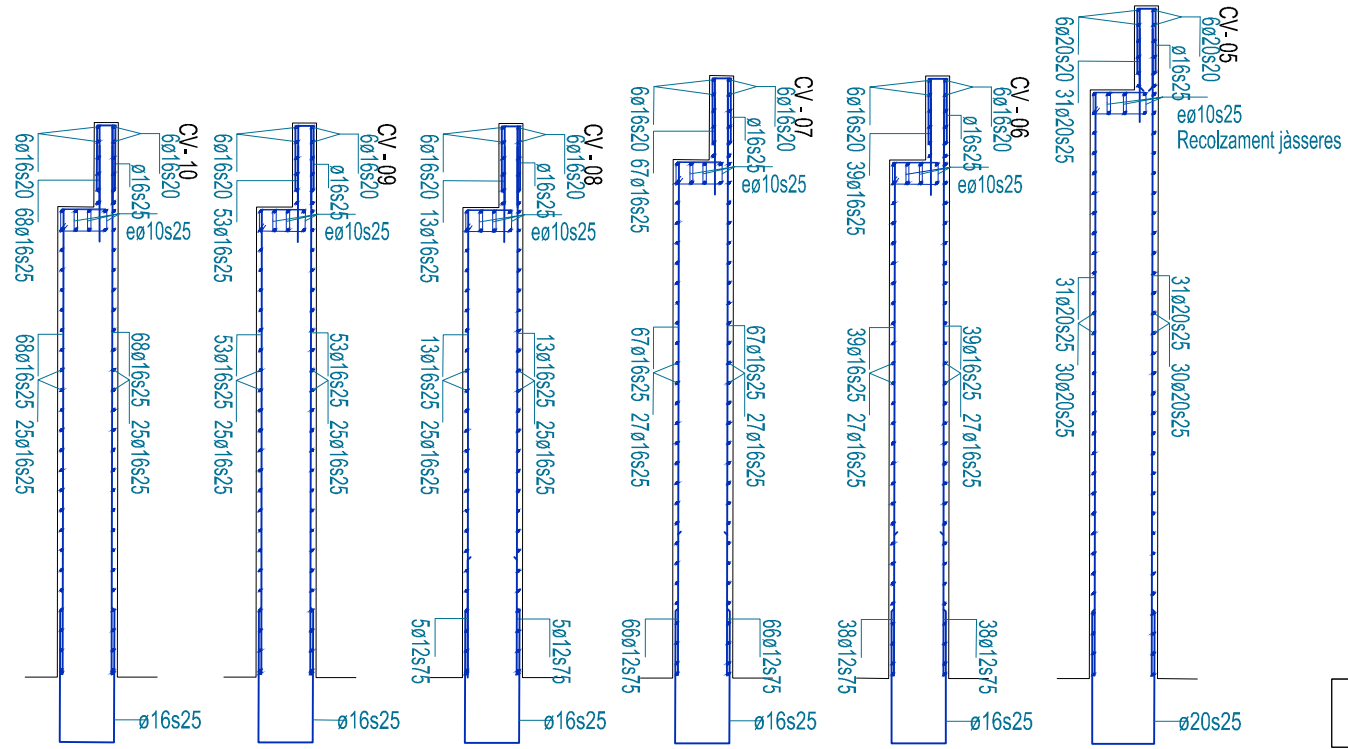 CV - 10
6ø16s20
6ø16s20
ø16s25
68ø16s25
eø10s25
68ø16s25 25ø16s25
68ø16s25 25ø16s25
ø16s25
CV - 09
6ø16s20
6ø16s20
ø16s25
53ø16s25
eø10s25
53ø16s25 25ø16s25
53ø16s25 25ø16s25
ø16s25
CV - 08
6ø16s20
6ø16s20
ø16s25
13ø16s25
eø10s25
13ø16s25 25ø16s25
13ø16s25 25ø16s25
5ø12s75
5ø12s75
ø16s25
CV - 07
6ø16s20
6ø16s20
ø16s25
67ø16s25
eø10s25
67ø16s25 27ø16s25
67ø16s25 27ø16s25
66ø12s75
66ø12s75
ø16s25
CV - 06
6ø16s20
6ø16s20
ø16s25
39ø16s25
eø10s25
39ø16s25 27ø16s25
39ø16s25 27ø16s25
38ø12s75
38ø12s75
ø16s25
CV - 05
6ø20s20
6ø20s20
ø16s25
31ø20s25
eø10s25
Recolzament jàsseres
31ø20s25 30ø20s25
31ø20s25 30ø20s25
ø20s25